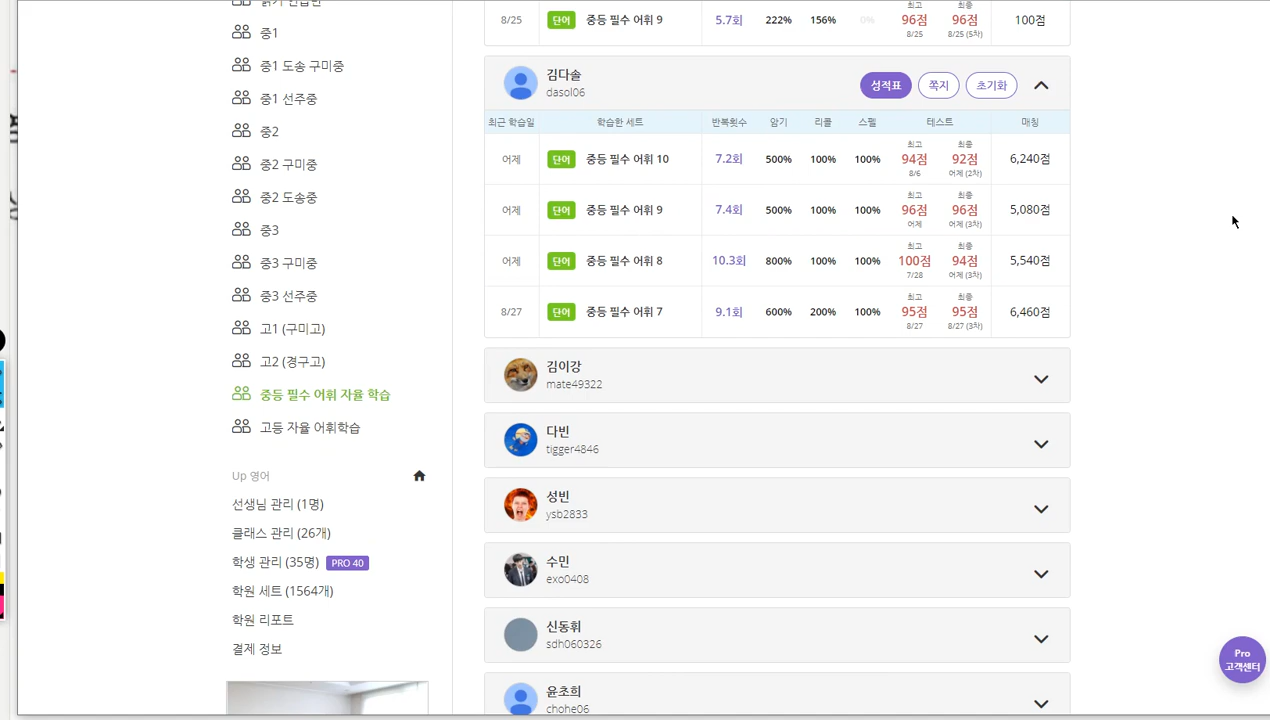 중1
중1 도송 구미중
중1 선주중
중2
중2 구미중
중2 도송중
중3
중3 구미중
중3 선주중
고1 (구미고)
고2 (경구고)
중등 필수 어휘 자율 학습
고등 자율 어휘학습
Up 영어
선생님 관리 (1명)
클래스 관리 (26개)
학생 관리 (35명) PRO 40
학원 세트 (1564개)
학원 리포트
결제 정보
최고 최종
8/25 단어 중등 필수 어휘 9 5.7회 222% 156% 0% 96점 96점 100점
8/25 8/25 (5차)
김다솔
dasol06
성적표 쪽지 초기화
최근 학습일 학습한 세트 반복횟수 암기 리콜 스펠 테스트 매칭
최고 최종
어제 단어 중등 필수 어휘 10 7.2회 500% 100% 100% 94점 92점 6,240점
8/6 어제 (2차)
최고 최종
어제 단어 중등 필수 어휘 9 7.4회 500% 100% 100% 96점 96점 5,080점
어제 어제 (3차)
최고 최종
어제 단어 중등 필수 어휘 8 10.3회 800% 100% 100% 100점 94점 5,540점
7/28 어제 (3차)
최고 최종
8/27 단어 중등 필수 어휘 7 9.1회 600% 200% 100% 95점 95점 6,460점
8/27 8/27 (3차)
김이강
mate49322
다빈
tigger4846
성빈
ysb2833
수민
exo0408
신동휘
sdh060326
윤초희
chohe06
Pro
고객센터